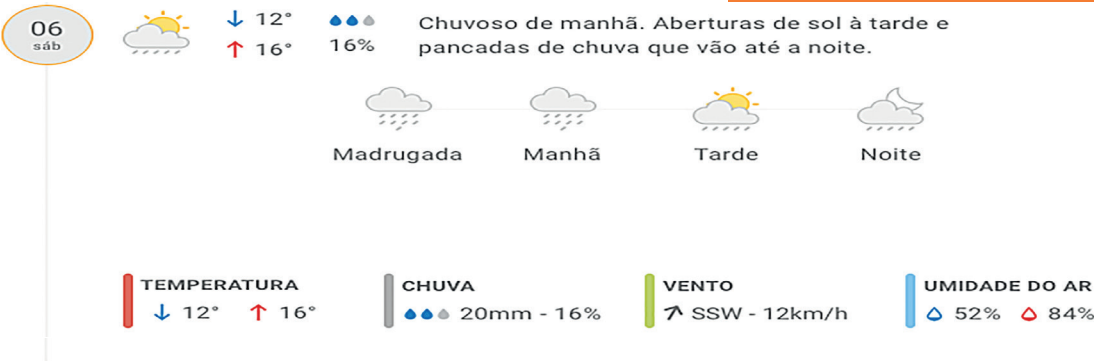 06
sáb
12°
16°
16%
Chuvoso de manhã. Aberturas de sol à tarde e
pancadas de chuva que vão até a noite.
Madrugada Manhã Tarde Noite
TEMPERATURA
12° 16°
CHUVA
20mm - 16%
VENTO
SSW - 12km/h
UMIDADE DO AR
52% 84%